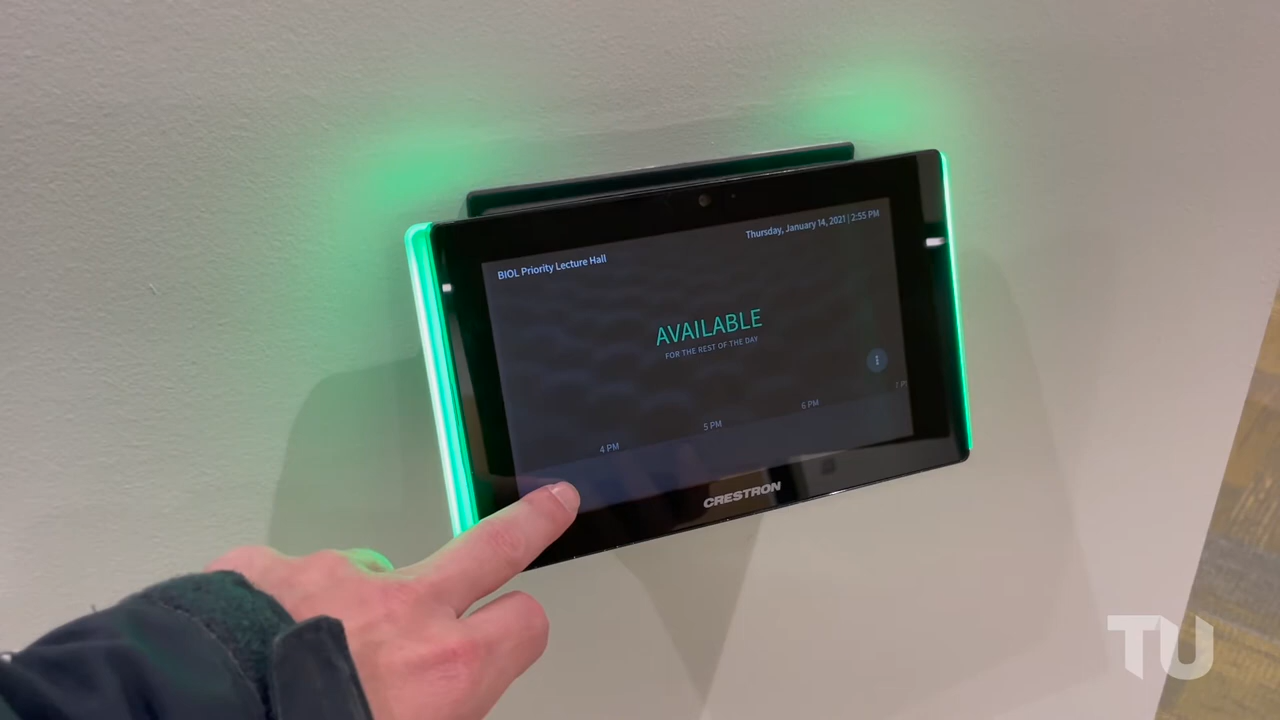 Thursday, January 14, 2021 | 2:55 PM
BIOL Priority Lecture Hall
AVAILABLE
FOR THE REST OF THE DAY
4 PM 5 PM 6 PM
CRESTRON
TU